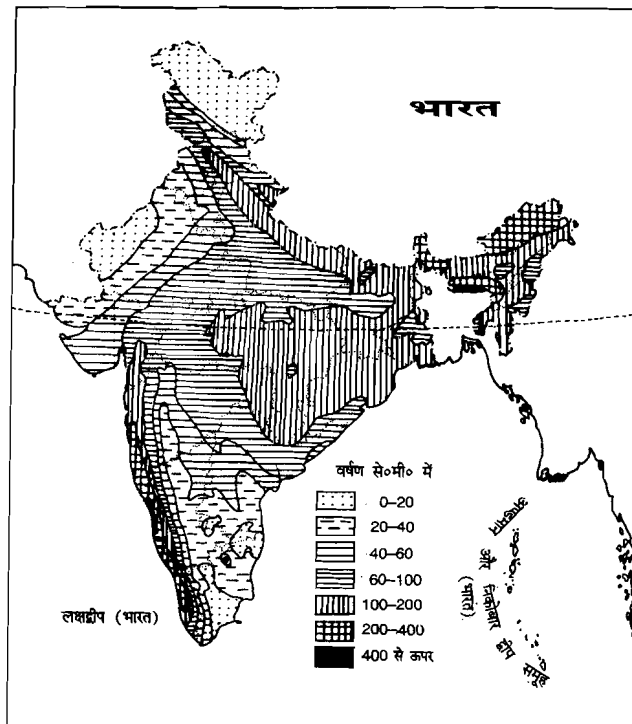 भारत
वर्षण से०मी० में
0–20
20–40
40–60
60–100
100–200
200–400
400 से ऊपर
लक्षद्वीप (भारत)
अण्डमान
और निकोबार द्वीप समूह
(भारत)